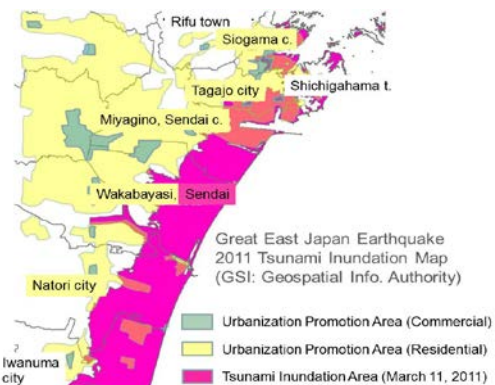 Rifu town
Siogama c.
Tagajo city
Shichigahama t.
Miyagino, Sendai c.
Wakabayasi, Sendai
Great East Japan Earthquake
2011 Tsunami Inundation Map
(GSI: Geospatial Info. Authority)
Natori city
Urbanization Promotion Area (Commercial)
Urbanization Promotion Area (Residential)
Iwanuma
city
Tsunami Inundation Area (March 11, 2011)